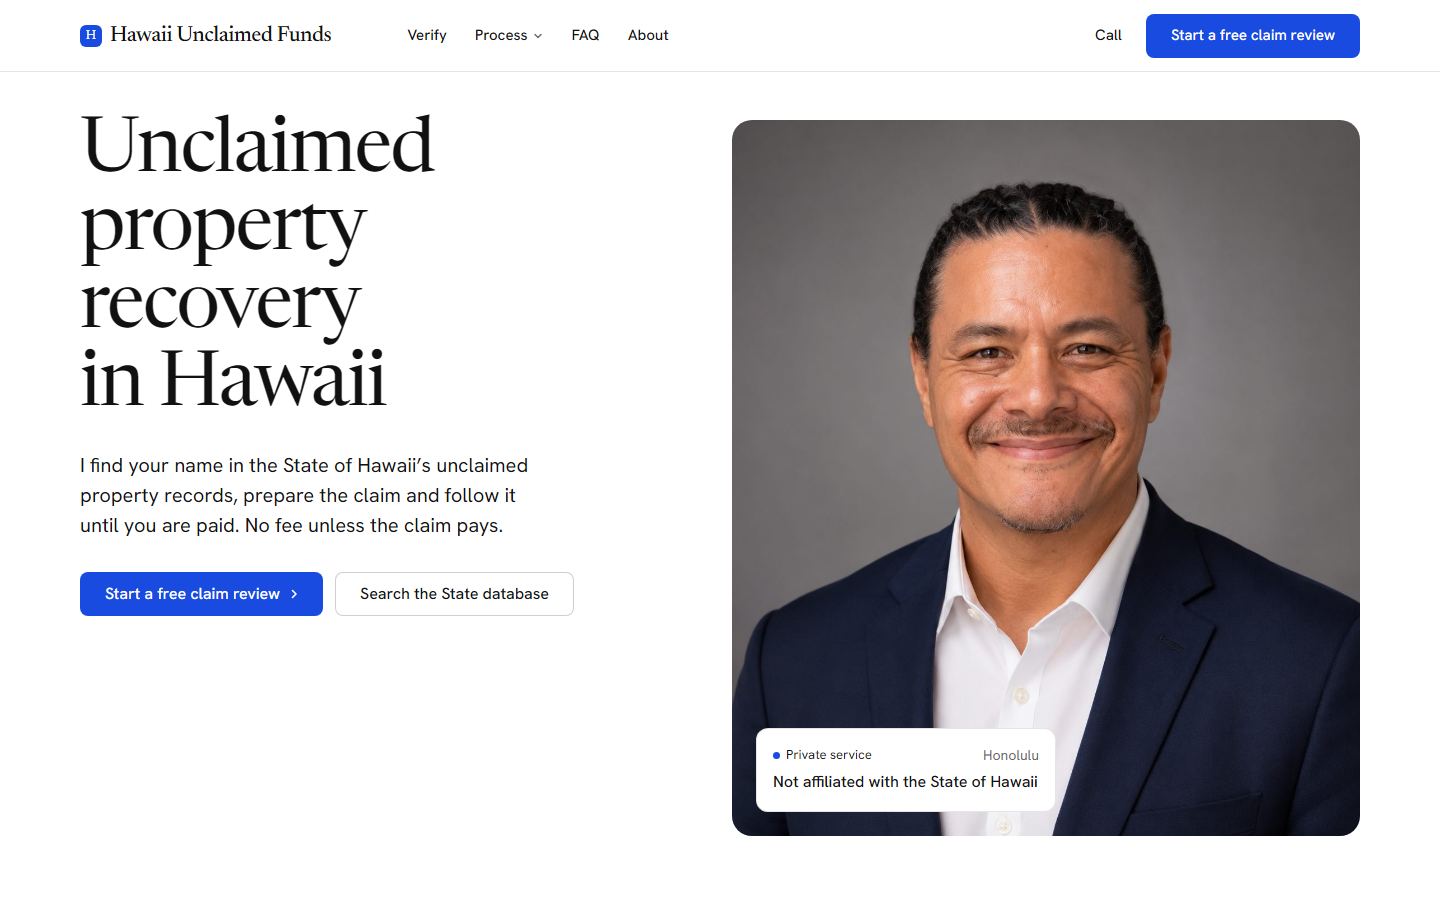 H Hawaii Unclaimed Funds
Verify
Process
FAQ
About
Call
Start a free claim review
Unclaimed
property
recovery
in Hawaii
I find your name in the State of Hawaii’s unclaimed
property records, prepare the claim and follow it
until you are paid. No fee unless the claim pays.
Start a free claim review
Search the State database
Private service
Honolulu
Not affiliated with the State of Hawaii